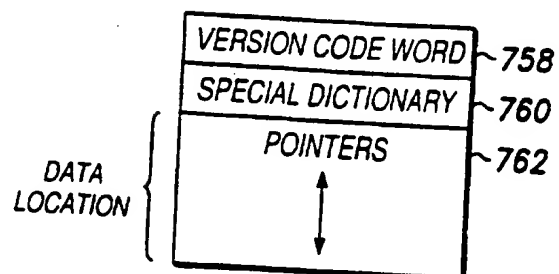 VERSION CODE WORD 758
SPECIAL DICTIONARY 760
POINTERS 762
DATA
LOCATION